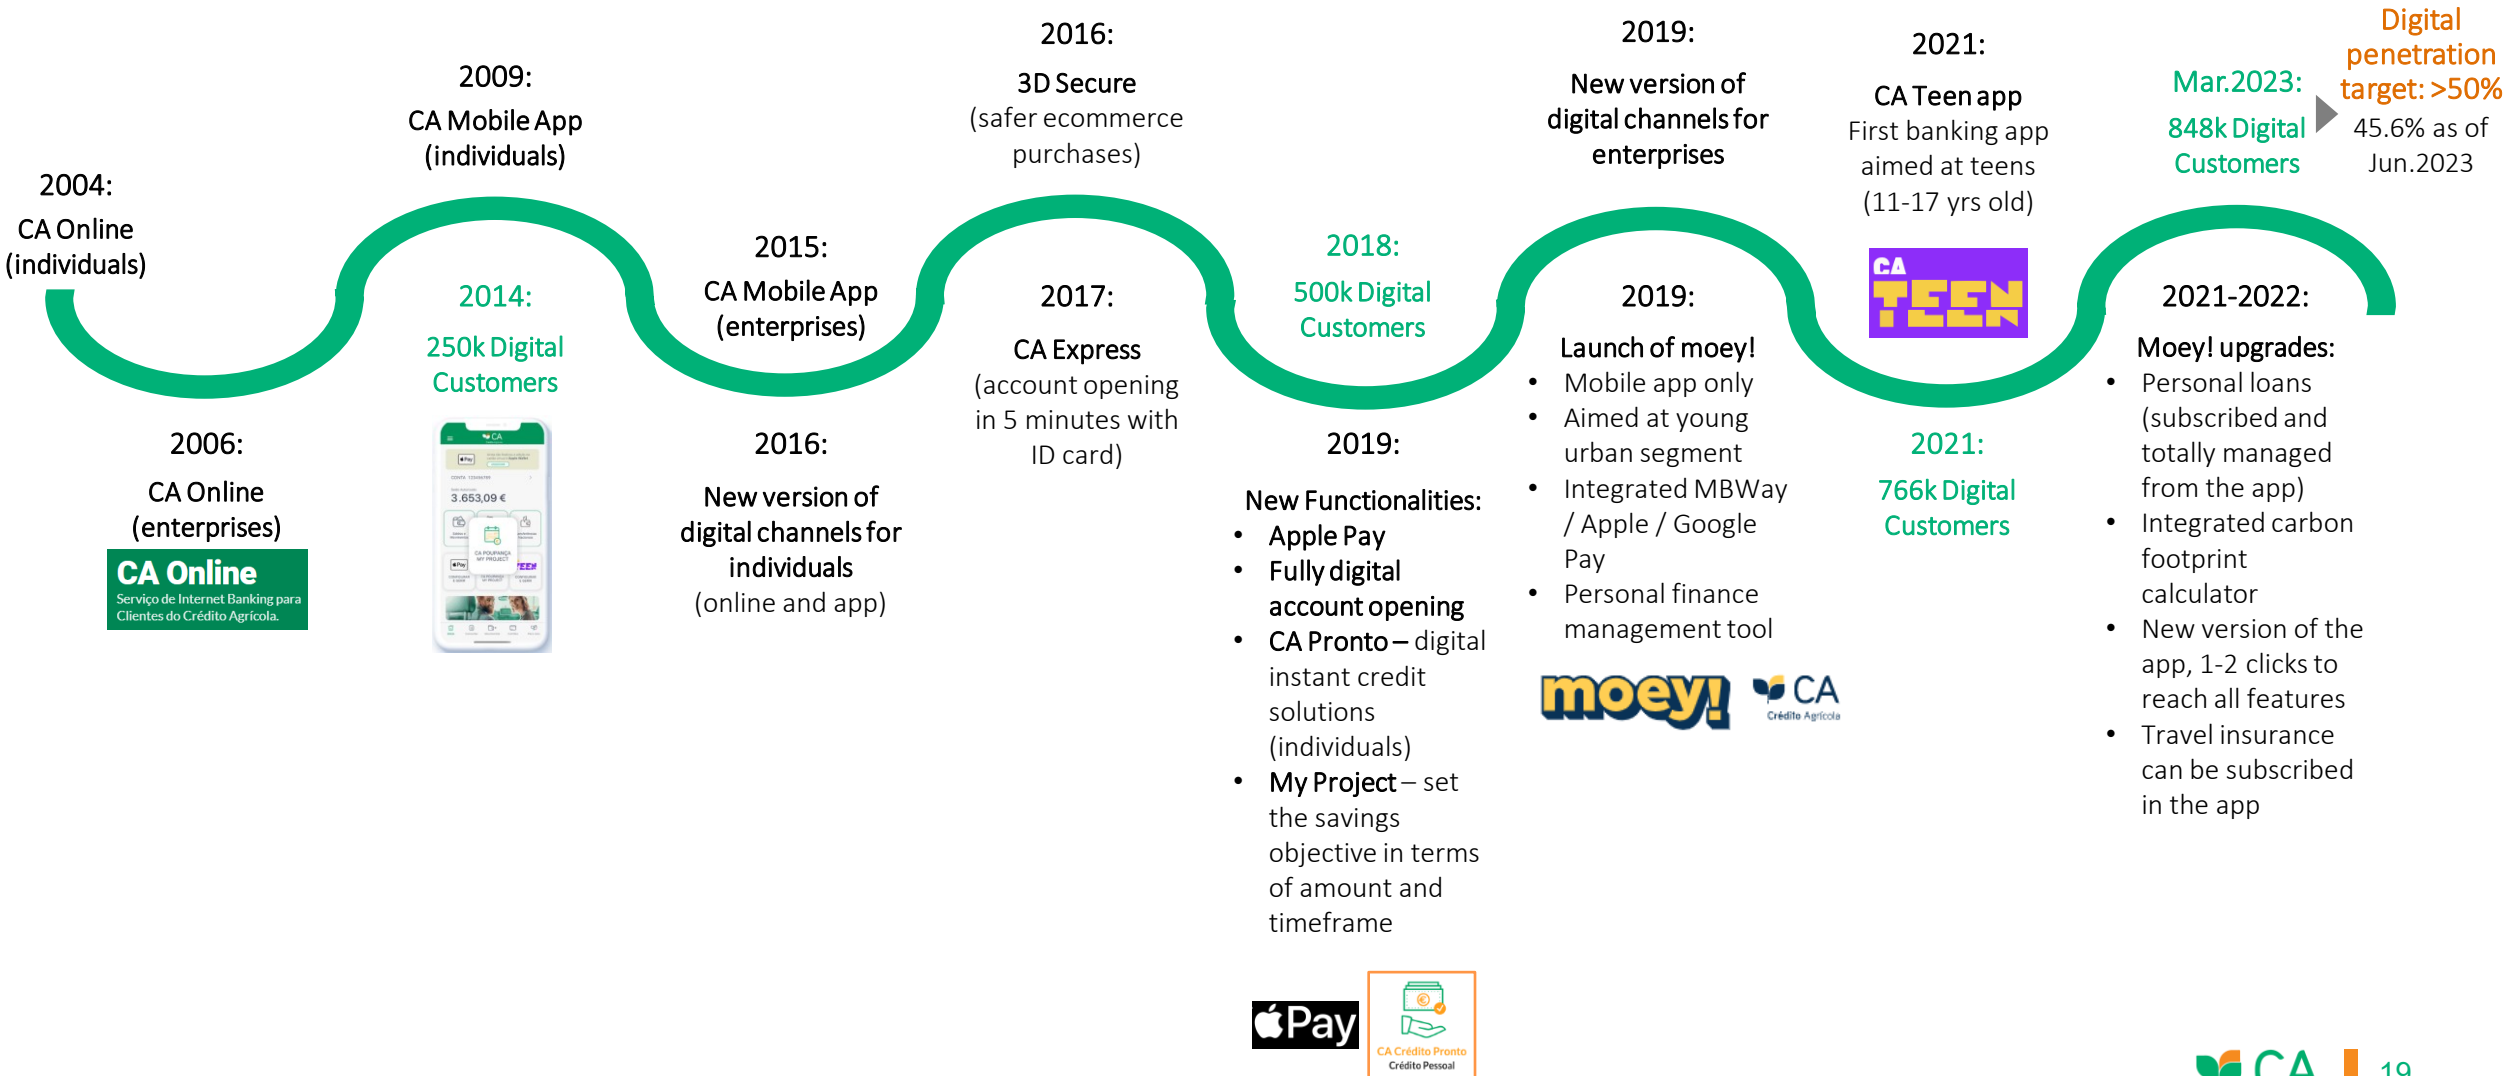 2004:
CA Online
(individuals)
2006:
CA Online
(enterprises)
CA Online
Serviço de Internet Banking para
Clientes do Crédito Agrícola.
2009:
CA Mobile App
(individuals)
2014:
250k Digital
Customers
CA
Pay
3.653,09 €
CA POUPANÇA
MY PROJECT
Pay
TEEN
2015:
CA Mobile App
(enterprises)
2016:
New version of
digital channels for
individuals
(online and app)
2016:
3D Secure
(safer ecommerce
purchases)
2017:
CA Express
(account opening
in 5 minutes with
ID card)
2018:
500k Digital
Customers
2019:
New Functionalities:
• Apple Pay
• Fully digital
account opening
• CA Pronto – digital
instant credit
solutions
(individuals)
• My Project – set
the savings
objective in terms
of amount and
timeframe
Pay
CA Crédito Pronto
Crédito Pessoal
2019:
New version of
digital channels for
enterprises
2019:
Launch of moey!
• Mobile app only
• Aimed at young
urban segment
• Integrated MBWay
/ Apple / Google
Pay
• Personal finance
management tool
moey!
CA
Crédito Agrícola
2021:
CA Teen app
First banking app
aimed at teens
(11-17 yrs old)
CA
TEEN
2021:
766k Digital
Customers
Mar.2023:
848k Digital
Customers
Digital
penetration
target: >50%
45.6% as of
Jun.2023
2021-2022:
Moey! upgrades:
• Personal loans
(subscribed and
totally managed
from the app)
• Integrated carbon
footprint
calculator
• New version of the
app, 1-2 clicks to
reach all features
• Travel insurance
can be subscribed
in the app
CA
19